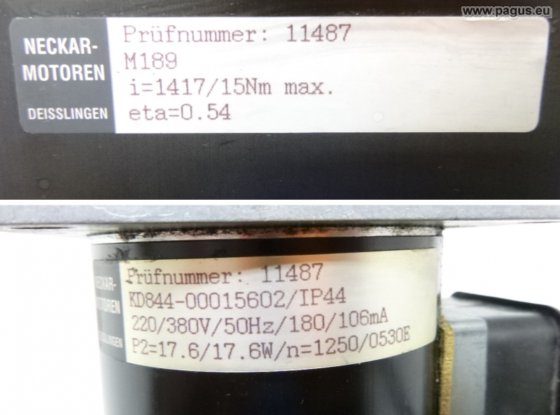 www.pagus.eu
NECKAR-
MOTOREN
DEISSLINGEN
Prüfnummer: 11487
M189
i=1417/15Nm max.
eta=0.54
NECKAR-
MOTOREN
DEISSLINGEN
Prüfnummer: 11487
KD844-00015602/IP44
220/380V/50Hz/180/106mA
P2=17.6/17.6W/n=1250/0530E